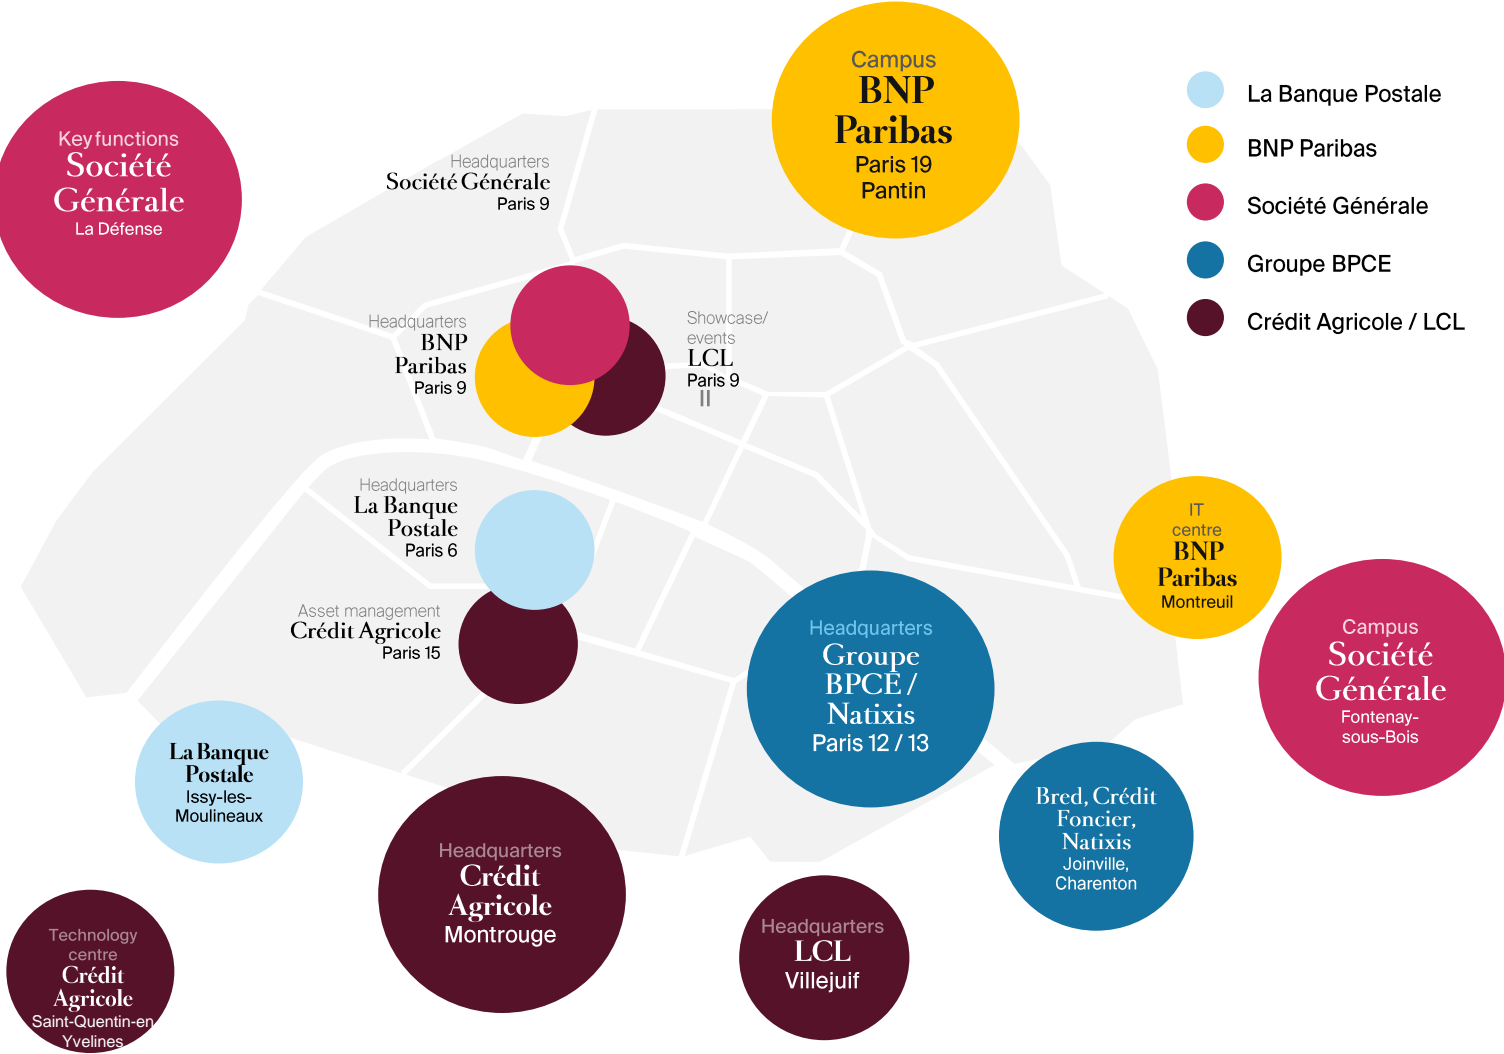 Key functions
Société
Générale
La Défense
Headquarters
Société Générale
Paris 9
Campus
BNP
Paribas
Paris 19
Pantin
La Banque Postale
BNP Paribas
Société Générale
Groupe BPCE
Crédit Agricole / LCL
Headquarters
BNP
Paribas
Paris 9
Showcase/
events
LCL
Paris 9
Headquarters
La Banque
Postale
Paris 6
Asset management
Crédit Agricole
Paris 15
IT
centre
BNP
Paribas
Montreuil
Campus
Société
Générale
Fontenay-
sous-Bois
Headquarters
Groupe
BPCE /
Natixis
Paris 12 / 13
La Banque
Postale
Issy-les-
Moulineaux
Bred, Crédit
Foncier,
Natixis
Joinville,
Charenton
Headquarters
Crédit
Agricole
Montrouge
Headquarters
LCL
Villejuif
Technology
centre
Crédit
Agricole
Saint-Quentin-en
Yvelines